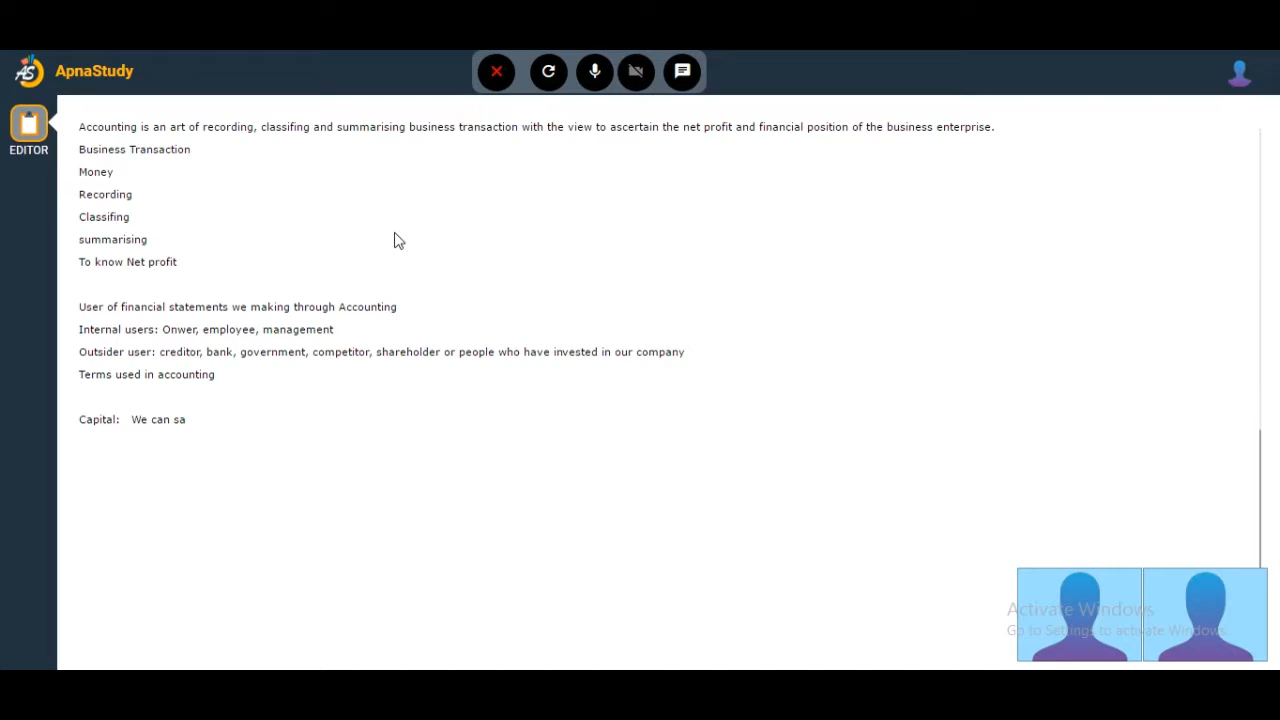 AS ApnaStudy
EDITOR
Accounting is an art of recording, classifing and summarising business transaction with the view to ascertain the net profit and financial position of the business enterprise.
Business Transaction
Money
Recording
Classifing
summarising
To know Net profit
User of financial statements we making through Accounting
Internal users: Onwer, employee, management
Outsider user: creditor, bank, government, competitor, shareholder or people who have invested in our company
Terms used in accounting
Capital: We can sa
Activate Windows
Go to Settings to activate Windows.